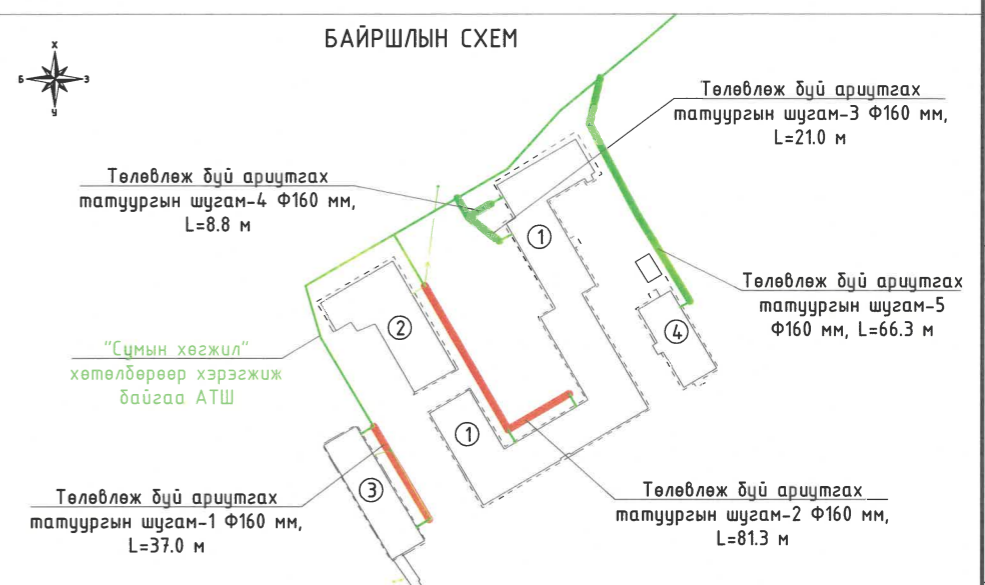 БАЙРШЛЫН СХЕМ
х
Б
З
у
Төлөвлөж буй ариутгах
татуургын шугам-3 Ф160 мм,
L=21.0 м
Төлөвлөж буй ариутгах
татуургын шугам-4 Ф160 мм,
L=8.8 м
1
Төлөвлөж буй ариутгах
татуургын шугам-5
Ф160 мм, L=66.3 м
2
4
"Сумын хөгжил"
хөтөлбөрөөр хэрэгжиж
байгаа АТШ
1
3
Төлөвлөж буй ариутгах
татуургын шугам-1 Ф160 мм,
L=37.0 м
Төлөвлөж буй ариутгах
татуургын шугам-2 Ф160 мм,
L=81.3 м